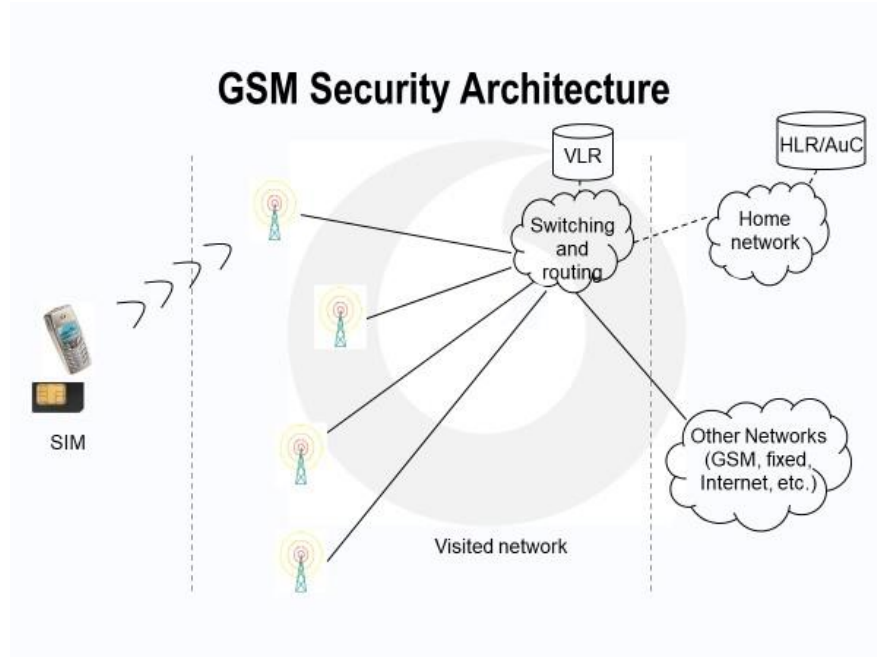 GSM Security Architecture
VLR
HLR/AuC
Switching
and
routing
Home
network
SIM
Other Networks
(GSM, fixed,
Internet, etc.)
Visited network